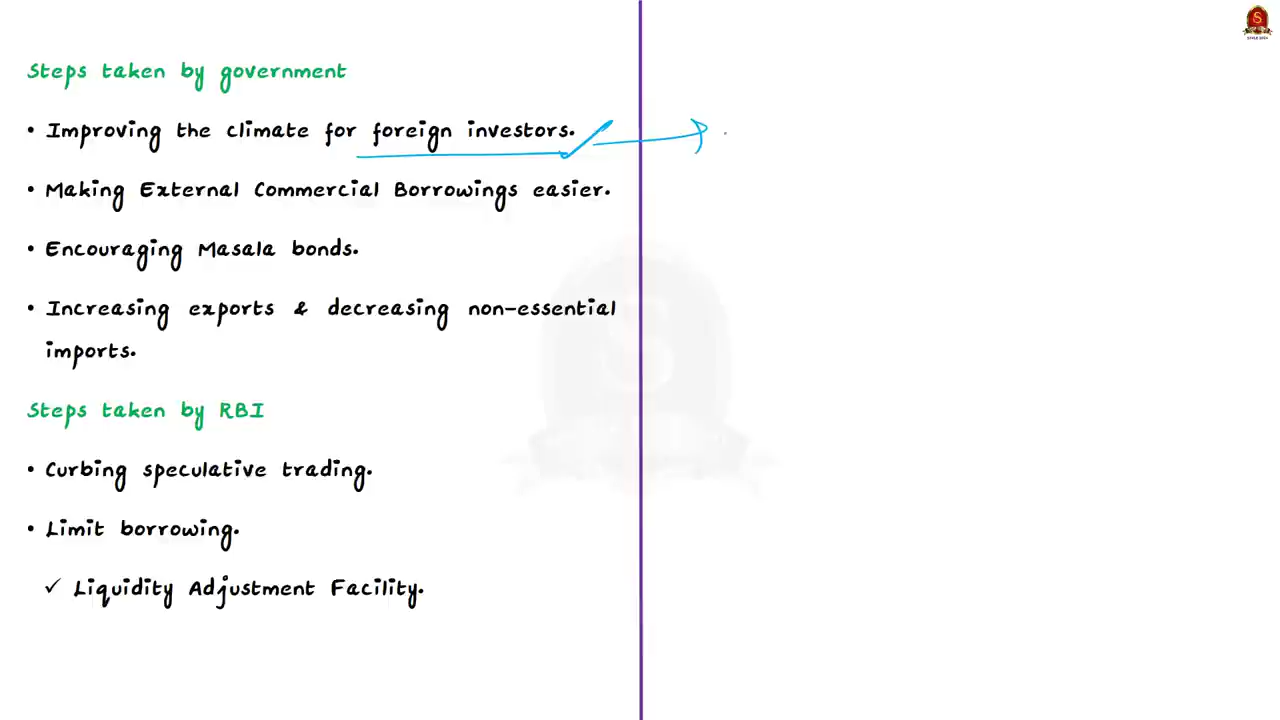 Steps taken by government
• Improving the climate for foreign investors.
• Making External Commercial Borrowings easier.
• Encouraging Masala bonds.
• Increasing exports & decreasing non-essential
imports.
Steps taken by RBI
• Curbing speculative trading.
• Limit borrowing.
✓ Liquidity Adjustment Facility.